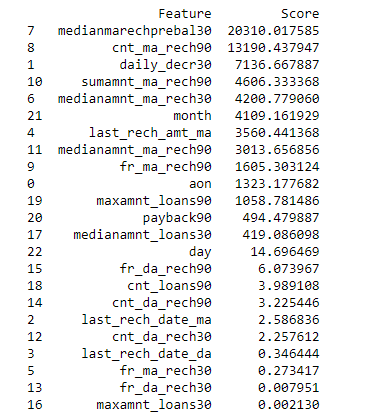 Feature Score
7 medianmarechprebal30 20310.017585
8 cnt_ma_rech90 13190.437947
1 daily_decr30 7136.667887
10 sumamnt_ma_rech90 4606.333368
6 medianamnt_ma_rech30 4200.779060
21 month 4109.161929
4 last_rech_amt_ma 3560.441368
11 medianamnt_ma_rech90 3013.656856
9 fr_ma_rech90 1605.303124
0 aon 1323.177682
19 maxamnt_loans90 1058.781486
20 payback90 494.479887
17 medianamnt_loans30 419.086098
22 day 14.696469
15 fr_da_rech90 6.073967
18 cnt_loans90 3.989108
14 cnt_da_rech90 3.225446
2 last_rech_date_ma 2.586836
12 cnt_da_rech30 2.257612
3 last_rech_date_da 0.346444
5 fr_ma_rech30 0.273417
13 fr_da_rech30 0.007951
16 maxamnt_loans30 0.002130